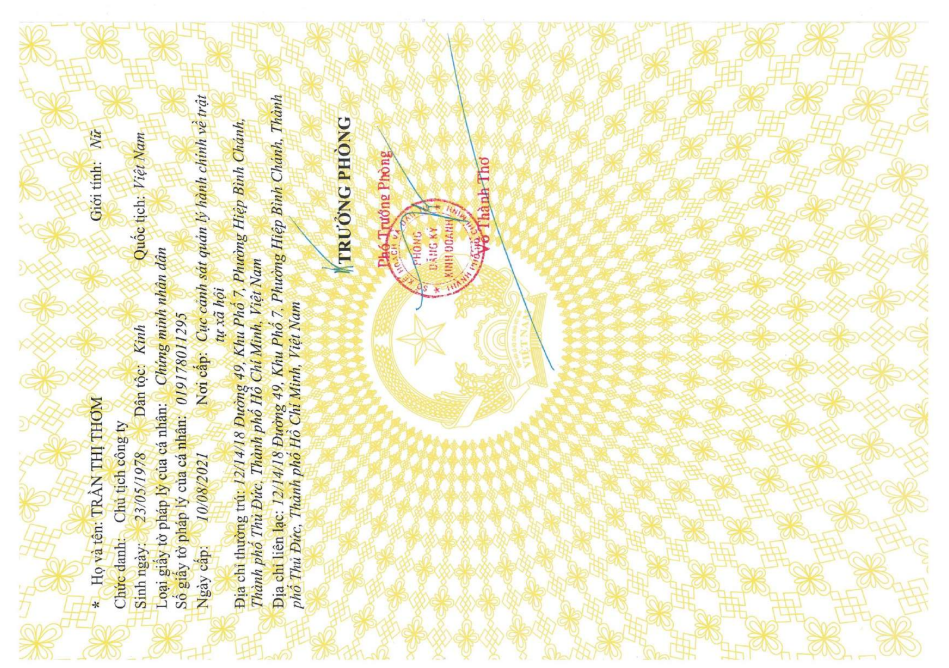 * Họ và tên: TRẦN THỊ THƠM Giới tính: Nữ
Chức danh: Chủ tịch công ty
Sinh ngày: 23/05/1978 Dân tộc: Kinh Quốc tịch: Việt Nam
Loại giấy tờ pháp lý của cá nhân: Chứng minh nhân dân
Số giấy tờ pháp lý của cá nhân: 019178011295
Ngày cấp: 10/08/2021 Nơi cấp: Cục cảnh sát quản lý hành chính về trật
tự xã hội
Địa chỉ thường trú: 12/14/18 Đường 49, Khu Phố 7, Phường Hiệp Bình Chánh,
Thành phố Thủ Đức, Thành phố Hồ Chí Minh, Việt Nam
Địa chỉ liên lạc: 12/14/18 Đường 49, Khu Phố 7, Phường Hiệp Bình Chánh, Thành
phố Thủ Đức, Thành phố Hồ Chí Minh, Việt Nam
TRƯỞNG PHÒNG
Phó Trưởng Phòng
PHÒNG
ĐĂNG KÝ
KINH DOANH
Võ Thành Thơ
VIỆT NAM